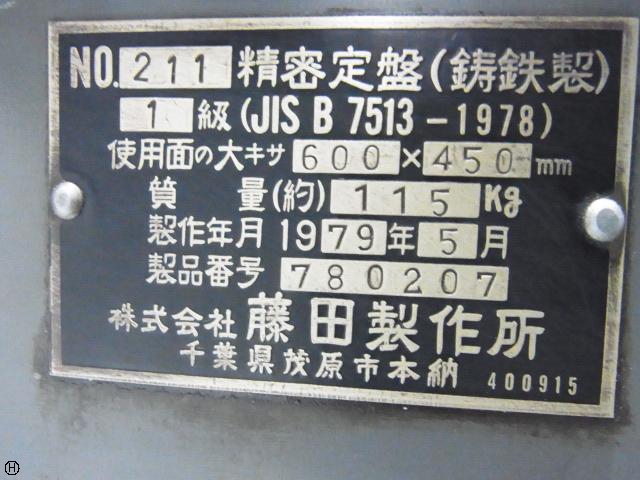 NO. 211 精密定盤(鋳鉄製)
1 級(JIS B 7513-1978)
使用面の大キサ 600×450 mm
質 量(約) 115 Kg
製作年月 1979年5月
製品番号 780207
株式会社 藤田製作所
千葉県茂原市本納 400915
H